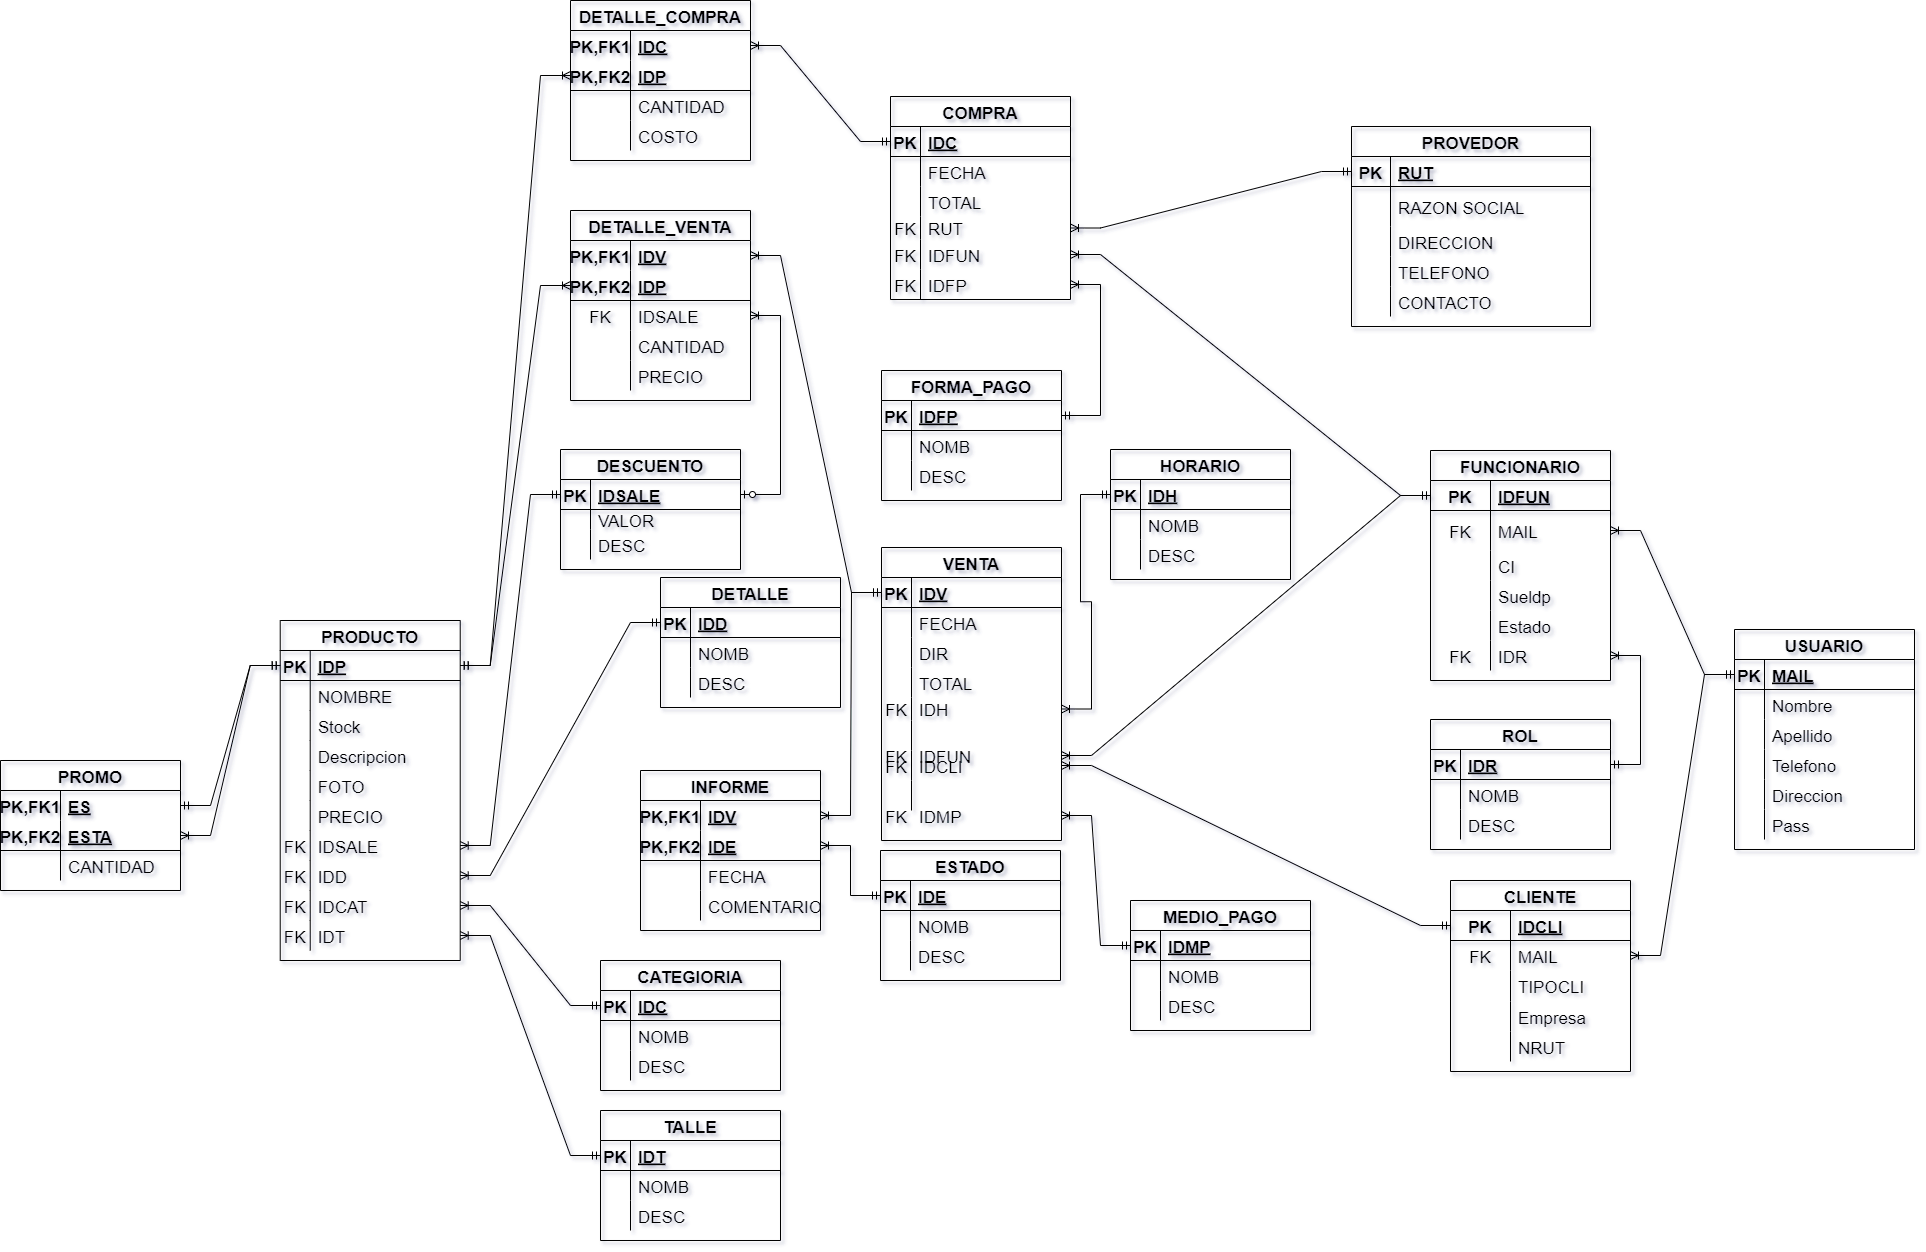 DETALLE_COMPRA
PK,FK1 IDC
PK,FK2 IDP
CANTIDAD
COSTO
COMPRA
PK IDC
FECHA
TOTAL
FK RUT
FK IDFUN
FK IDFP
PROVEDOR
PK RUT
RAZON SOCIAL
DIRECCION
TELEFONO
CONTACTO
DETALLE_VENTA
PK,FK1 IDV
PK,FK2 IDP
FK IDSALE
CANTIDAD
PRECIO
FORMA_PAGO
PK IDFP
NOMB
DESC
DESCUENTO
PK IDSALE
VALOR
DESC
HORARIO
PK IDH
NOMB
DESC
FUNCIONARIO
PK IDFUN
FK MAIL
CI
Sueldp
Estado
FK IDR
VENTA
PK IDV
FECHA
DIR
TOTAL
FK IDH
FK IDFUN
FK IDCLI
FK IDMP
DETALLE
PK IDD
NOMB
DESC
PRODUCTO
PK IDP
NOMBRE
Stock
Descripcion
FOTO
PRECIO
FK IDSALE
FK IDD
FK IDCAT
FK IDT
USUARIO
PK MAIL
Nombre
Apellido
Telefono
Direccion
Pass
ROL
PK IDR
NOMB
DESC
PROMO
PK,FK1 ES
PK,FK2 ESTA
CANTIDAD
INFORME
PK,FK1 IDV
PK,FK2 IDE
FECHA
COMENTARIO
ESTADO
PK IDE
NOMB
DESC
MEDIO_PAGO
PK IDMP
NOMB
DESC
CLIENTE
PK IDCLI
FK MAIL
TIPOCLI
Empresa
NRUT
CATEGIORIA
PK IDC
NOMB
DESC
TALLE
PK IDT
NOMB
DESC